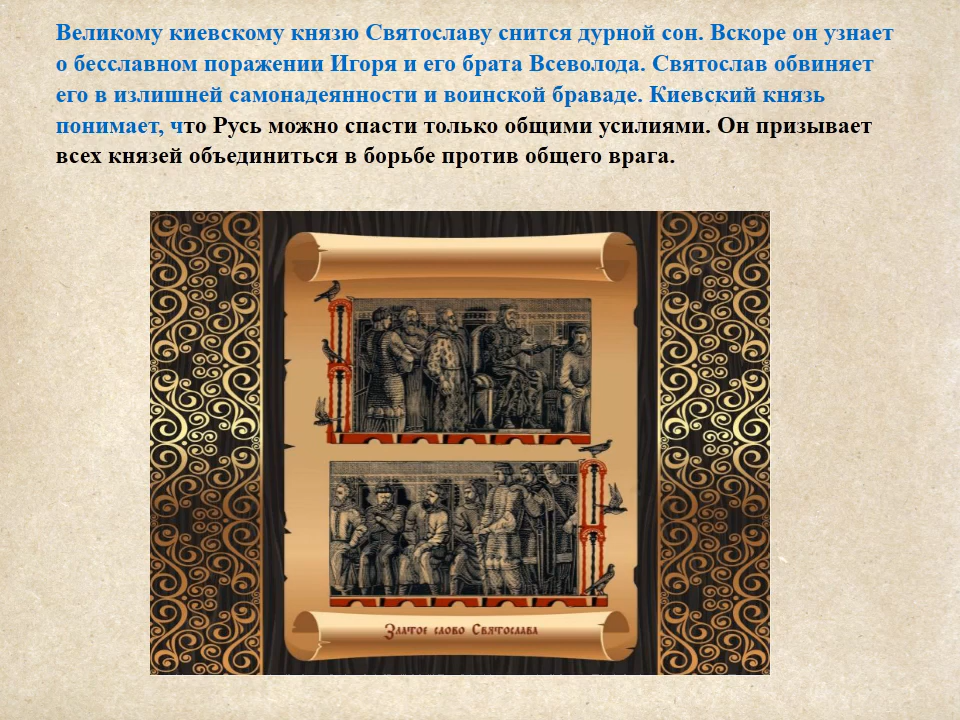 Великому киевскому князю Святославу снится дурной сон. Вскоре он узнает
о бесславном поражении Игоря и его брата Всеволода. Святослав обвиняет
его в излишней самонадеянности и воинской браваде. Киевский князь
понимает, что Русь можно спасти только общими усилиями. Он призывает
всех князей объединиться в борьбе против общего врага.
Златое слово Святослава